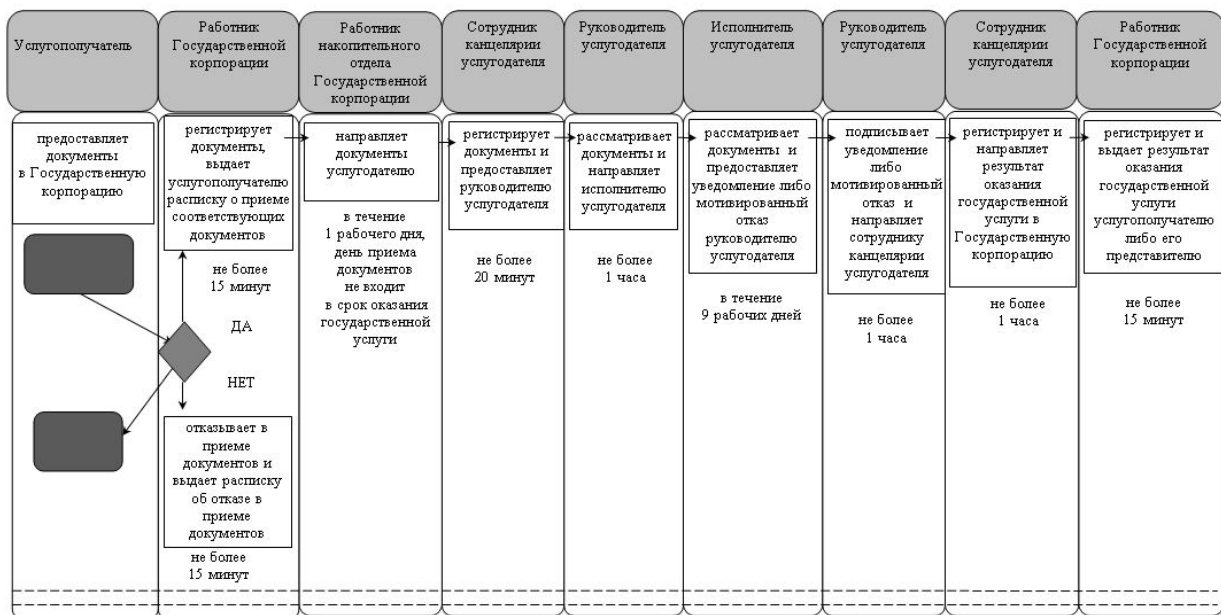 Услугополучатель
Работник
Государственной
корпорации
Работник
накопительного
отдела
Государственной
корпорации
Сотрудник
канцелярии
услугодателя
Руководитель
услугодателя
Исполнитель
услугодателя
Руководитель
услугодателя
Сотрудник
канцелярии
услугодателя
Работник
Государственной
корпорации
предоставляет
документы
в Государственную
корпорацию
регистрирует
документы,
выдает
услугополучателю
расписку о приеме
соответствующих
документов
не более
15 минут
ДА
НЕТ
отказывает в
приеме
документов и
выдает расписку
об отказе в
приеме
документов
не более
15 минут
направляет
документы
услугодателю
в течение
1 рабочего дня,
день приема
документов
не входит
в срок оказания
государственной
услуги
регистрирует
документы и
предоставляет
руководителю
услугодателя
не более
20 минут
рассматривает
документы и
направляет
исполнителю
услугодателя
не более
1 часа
рассматривает
документы и
предоставляет
уведомление либо
мотивированный
отказ
руководителю
услугодателя
в течение
9 рабочих дней
подписывает
уведомление
либо
мотивированный
отказ и
направляет
сотруднику
канцелярии
услугодателя
не более
1 часа
регистрирует и
направляет
результат
оказания
государственной
услуги в
Государственную
корпорацию
не более
1 часа
регистрирует и
выдает результат
оказания
государственной
услуги
услугополучателю
либо его
представителю
не более
15 минут